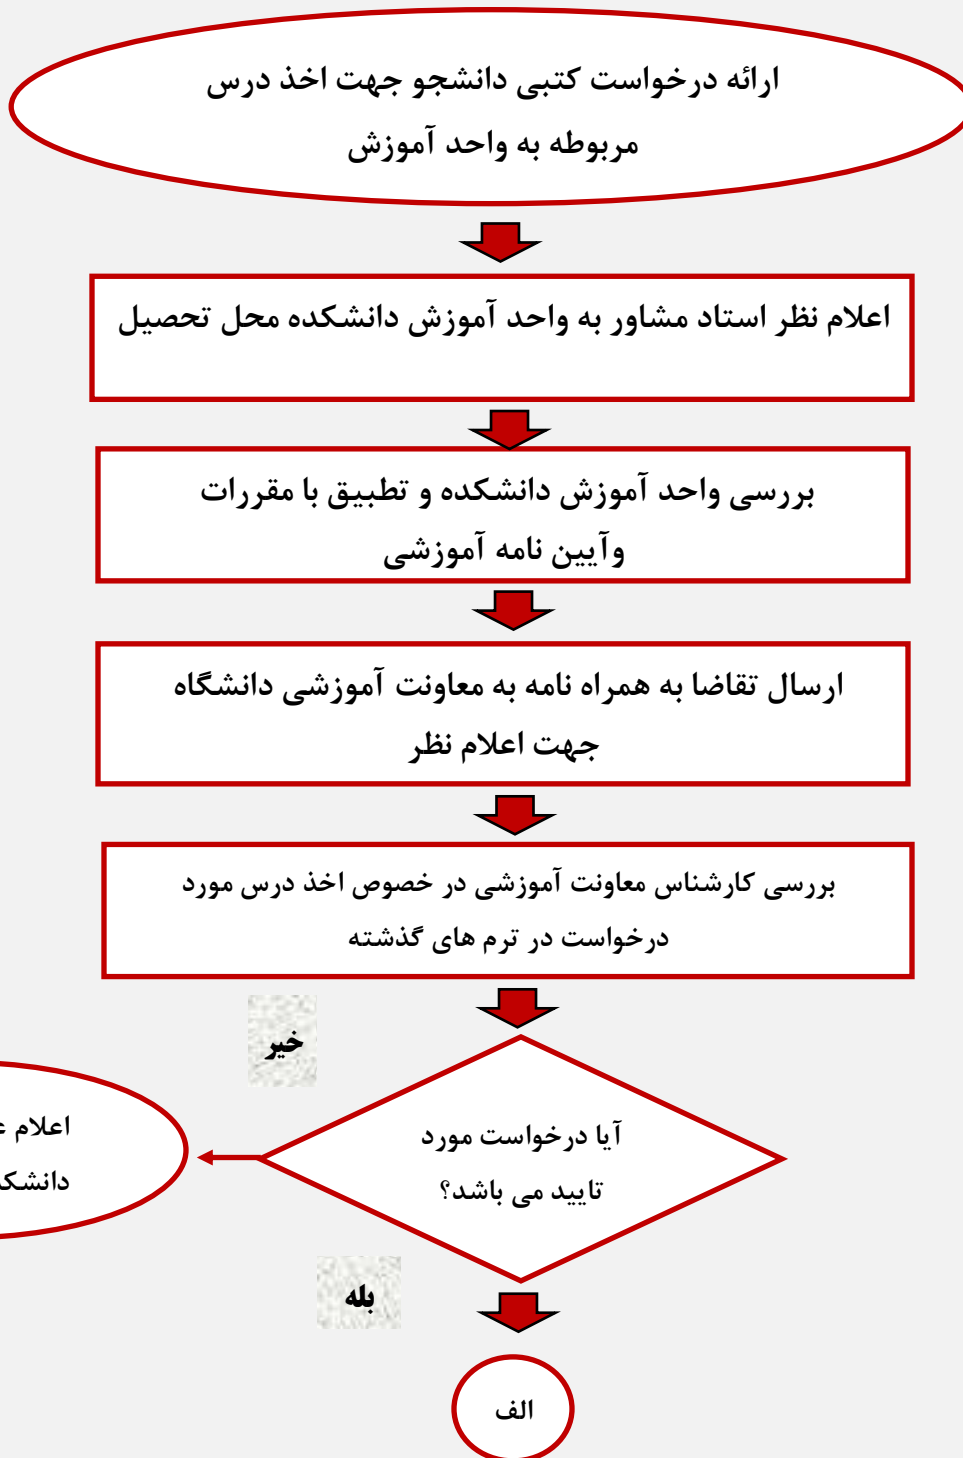 ارائه درخواست کتبی دانشجو جهت اخذ درس
مربوطه به واحد آموزش
اعلام نظر استاد مشاور به واحد آموزش دانشکده محل تحصیل
بررسی واحد آموزش دانشکده و تطبیق با مقررات
وآیین نامه آموزشی
ارسال تقاضا به همراه نامه به معاونت آموزشی دانشگاه
جهت اعلام نظر
بررسی کارشناس معاونت آموزشی در خصوص اخذ درس مورد
درخواست در ترم های گذشته
خیر
آیا درخواست مورد
تایید می باشد؟
اعلام
بله
الف